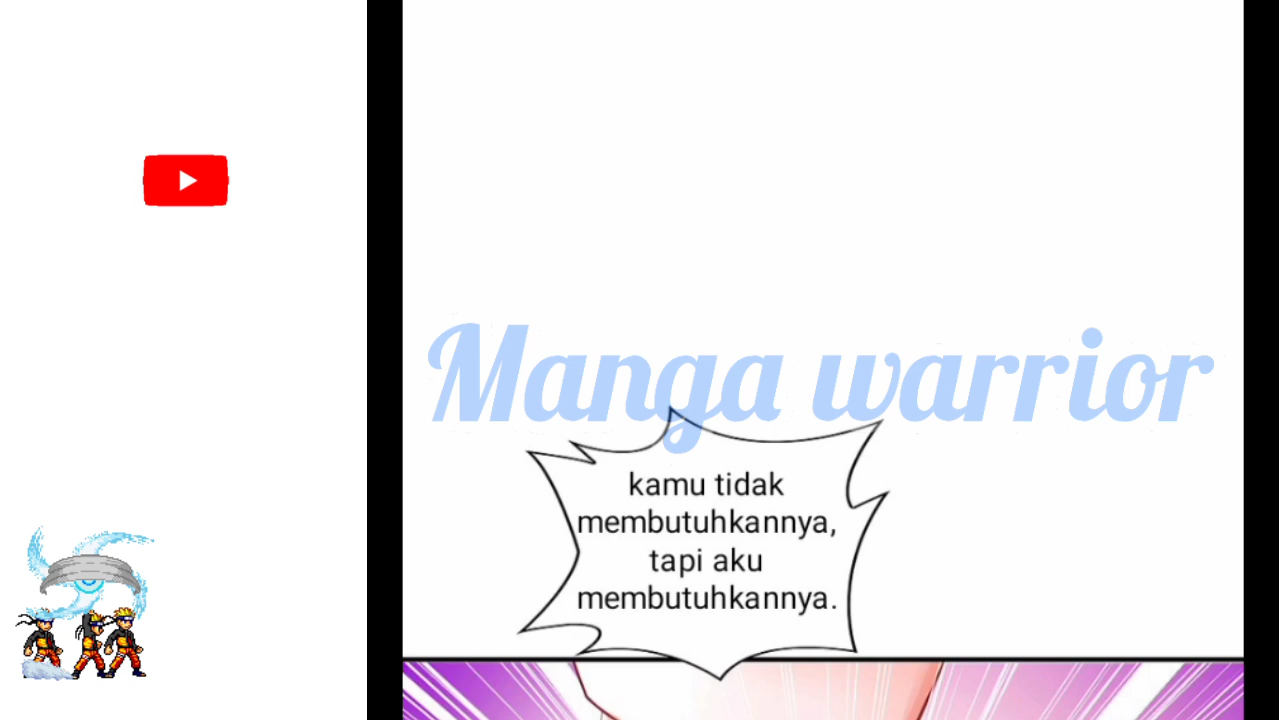 Manga warrior
kamu tidak
membutuhkannya,
tapi aku
membutuhkannya.